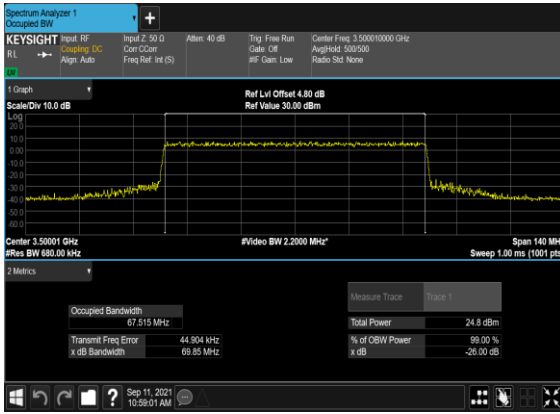 Spectrum Analyzer 1
Occupied BW
KEYSIGHT
RL
Input: RF
Coupling: DC
Align: Auto
Input Z: 50 Ω
Corr CCorr
Freq Ref: Int (S)
Atten: 40 dB
Trig: Free Run
Gate: Off
#IF Gain: Low
Center Freq: 3.500010000 GHz
Avg|Hold: 500/500
Radio Std: None
LV
1 Graph
Scale/Div 10.0 dB
Ref Lvl Offset 4.80 dB
Ref Value 30.00 dBm
Log
20.0
10.0
0.00
-10.0
-20.0
-30.0
-40.0
-50.0
-60.0
Center 3.50001 GHz
#Res BW 680.00 kHz
#Video BW 2.2000 MHz*
Span 140 MH
Sweep 1.00 ms (1001 pts
2 Metrics
Measure Trace
Trace 1
Occupied Bandwidth
67.515 MHz
Total Power
24.8 dBm
Transmit Freq Error
44.904 kHz
% of OBW Power
99.00 %
x dB Bandwidth
69.85 MHz
x dB
-26.00 dB
?
Sep 11, 2021
10:59:01 AM